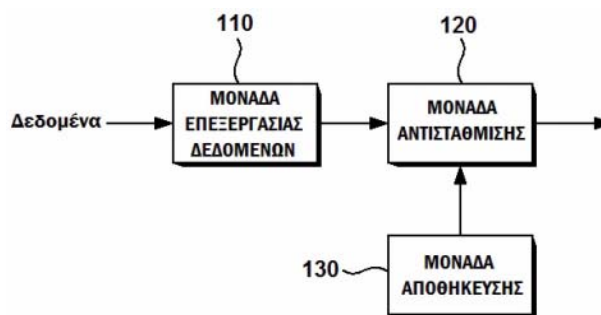 110
120
Δεδομένα
ΜΟΝΑΔΑ
ΕΠΕΞΕΡΓΑΣΙΑΣ
ΔΕΔΟΜΕΝΩΝ
ΜΟΝΑΔΑ
ΑΝΤΙΣΤΑΘΜΙΣΗΣ
130
ΜΟΝΑΔΑ
ΑΠΟΘΗΚΕΥΣΗΣ